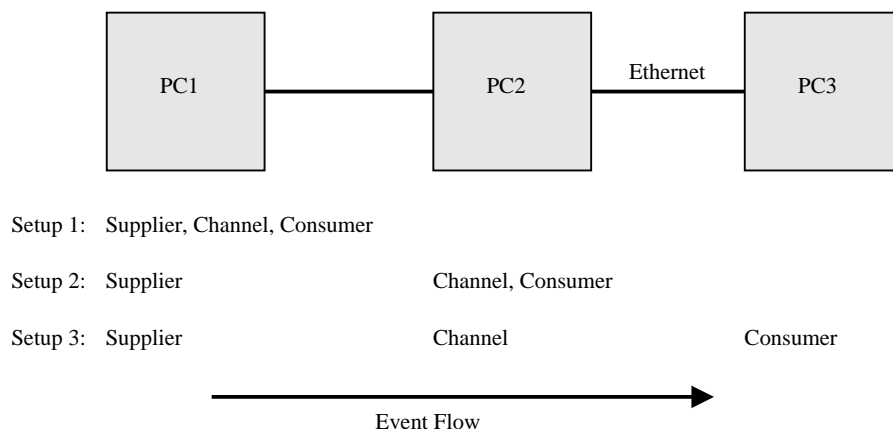 PC1
PC2
Ethernet
PC3
Setup 1: Supplier, Channel, Consumer
Setup 2: Supplier Channel, Consumer
Setup 3: Supplier Channel Consumer
Event Flow